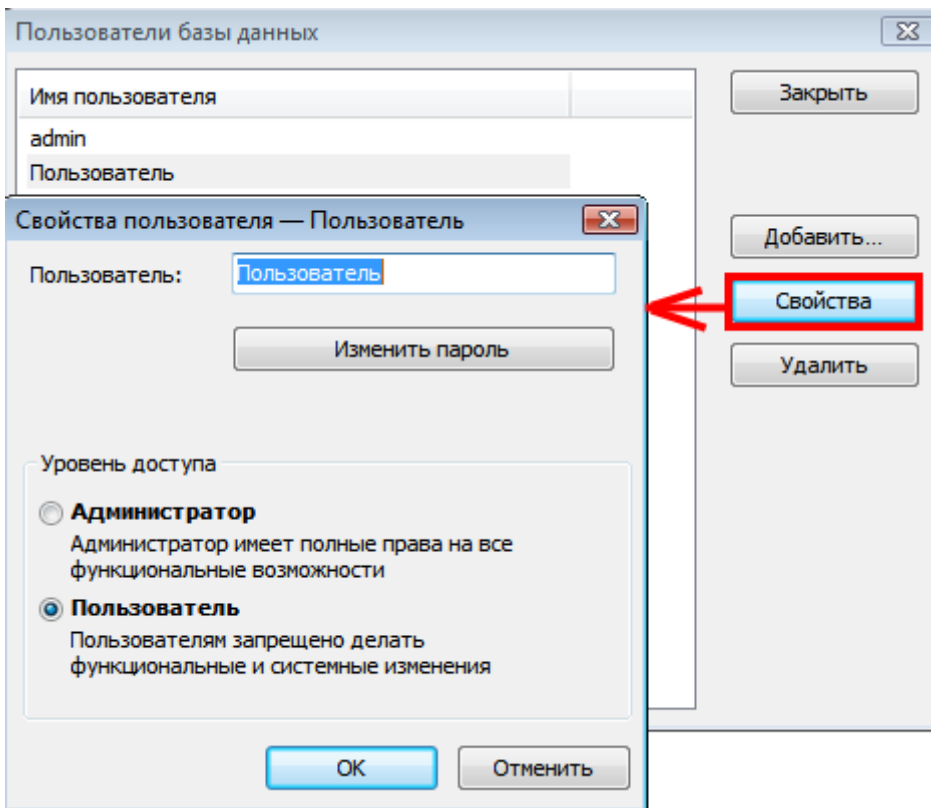 Пользователи базы данных
Имя пользователя
Закрыть
admin
Пользователь
Свойства пользователя — Пользователь
Добавить...
Пользователь:
Пользователь
Свойства
Изменить пароль
Удалить
Уровень доступа
Администратор
Администратор имеет полные права на все
функциональные возможности
Пользователь
Пользователям запрещено делать
функциональные и системные изменения
OK
Отменить